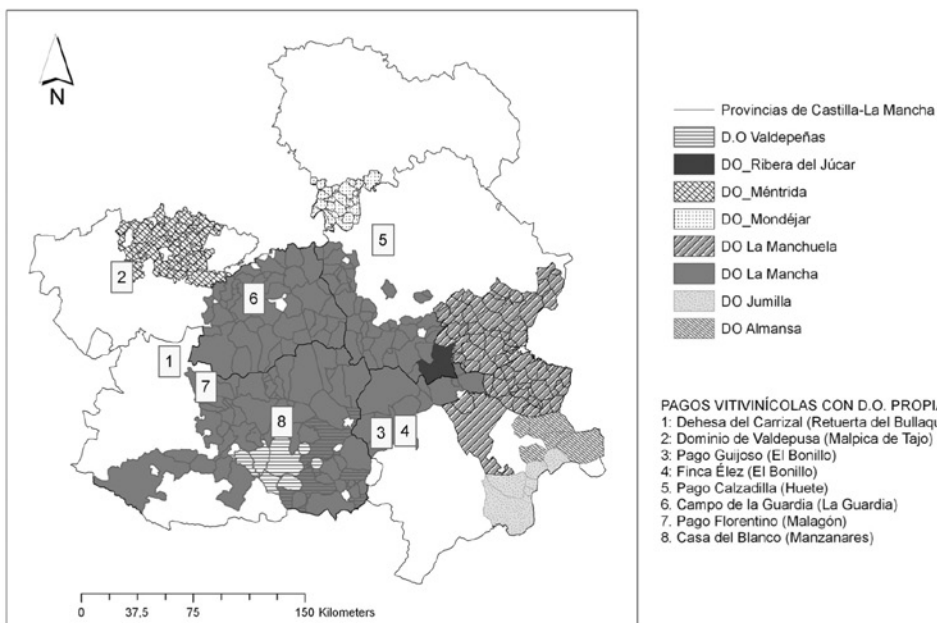 N
1
2
3
4
5
6
7
8
0 37,5 75 150 Kilometers
Provincias de Castilla-La Mancha
D.O Valdepeñas
DO_Ribera del Júcar
DO_Méntrida
DO_Mondéjar
DO La Manchuela
DO La Mancha
DO Jumilla
DO Almansa
PAGOS VITIVINÍCOLAS CON D.O. PROPIA
1: Dehesa del Carrizal (Retuerta del Bullaqu
2: Dominio de Valdepusa (Malpica de Tajo)
3: Pago Guijoso (El Bonillo)
4: Finca Élez (El Bonillo)
5. Pago Calzadilla (Huete)
6. Campo de la Guardia (La Guardia)
7. Pago Florentino (Malagón)
8. Casa del Blanco (Manzanares)